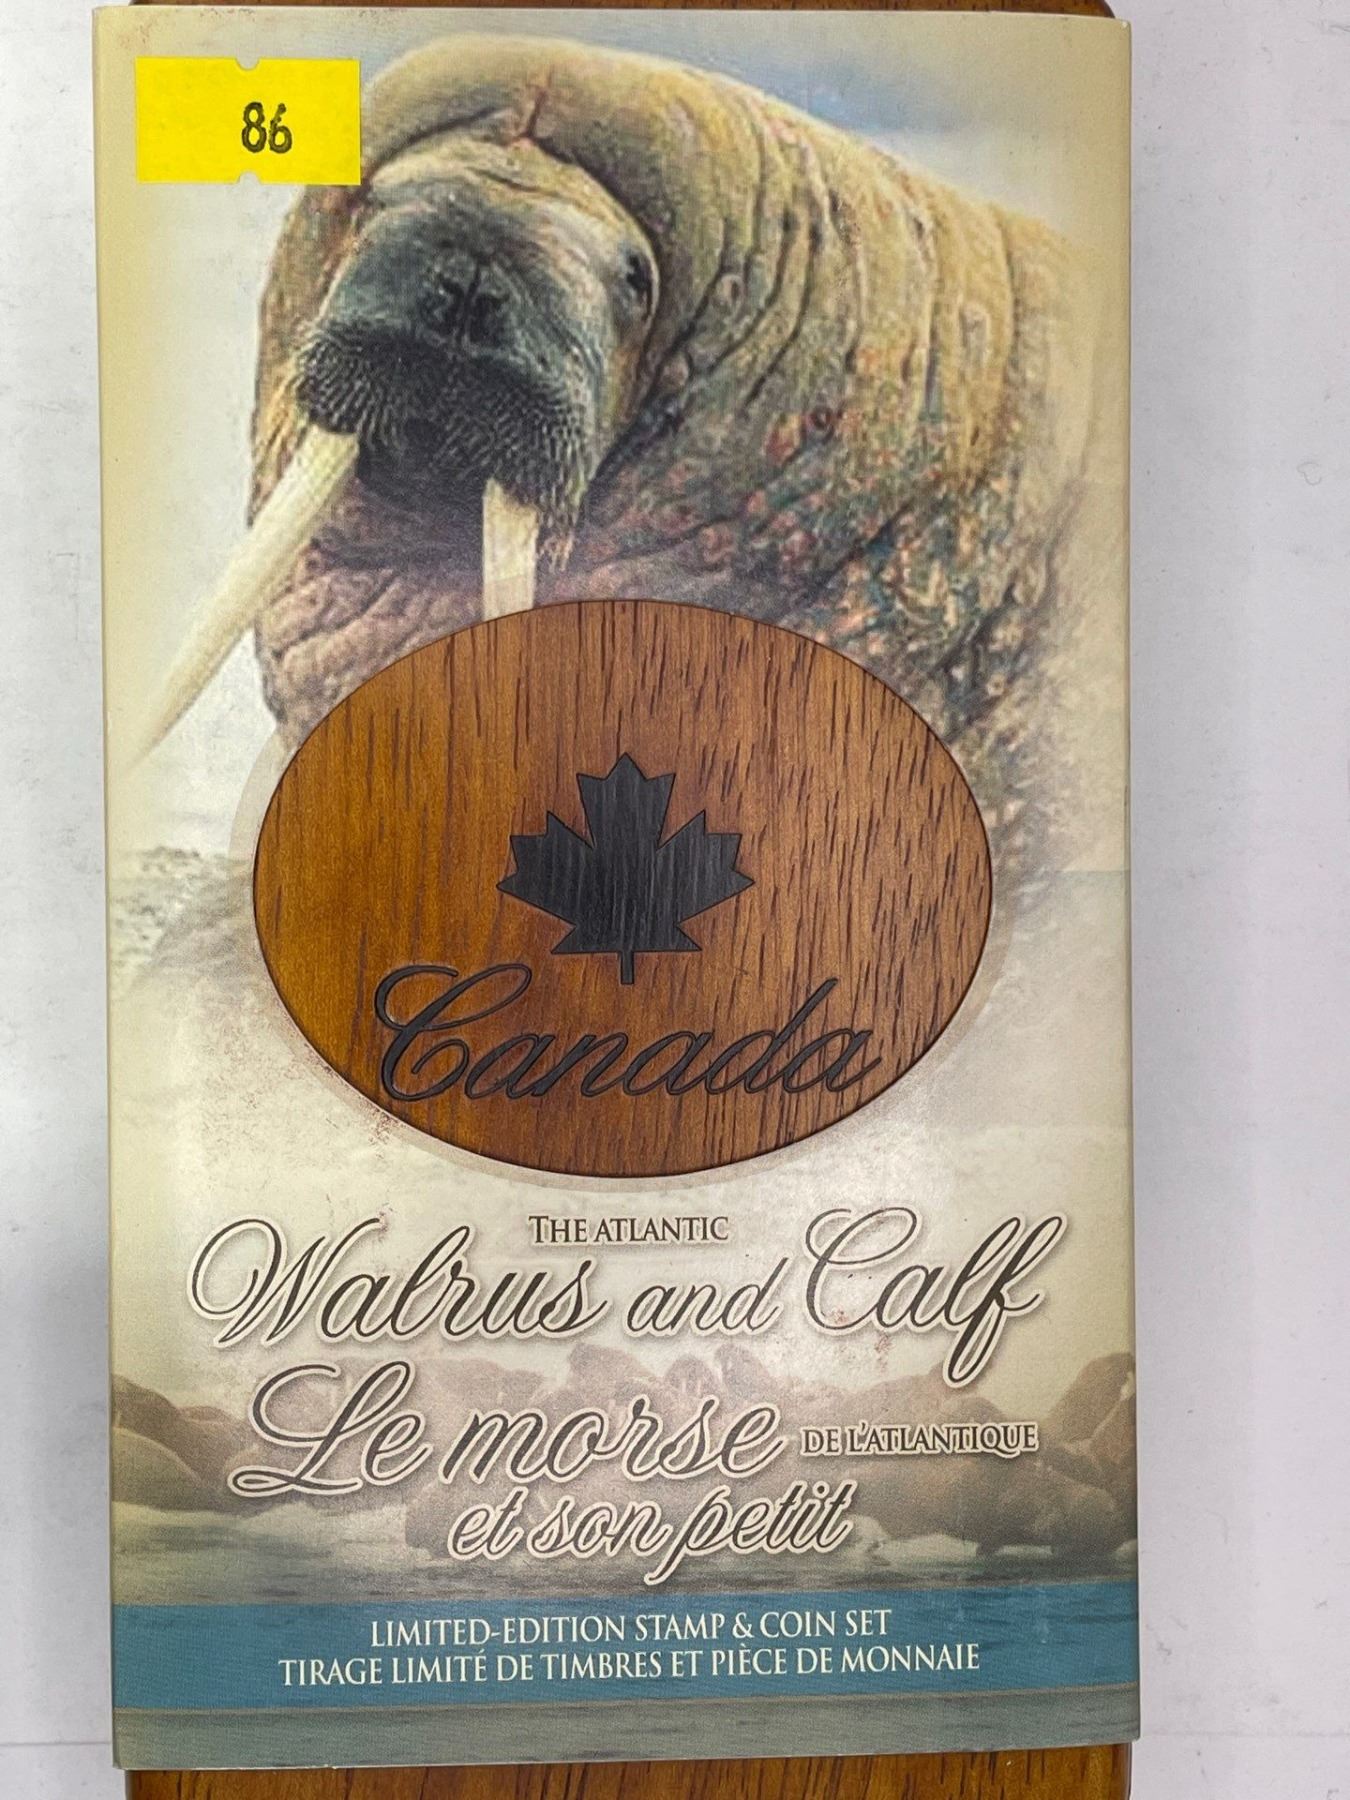 86
Canada
THE ATLANTIC
Walrus and Calf
Le morse DE L'ATLANTIQUE
et son petit
LIMITED-EDITION STAMP & COIN SET
TIRAGE LIMITÉ DE TIMBRES ET PIÈCE DE MONNAIE